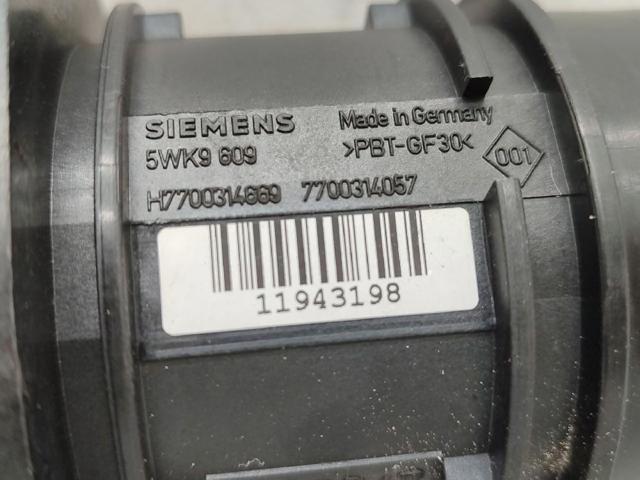 SIEMENS
5WK9 609
Made in Germany
>PBT-GF30<
001
H7700314669 7700314057
11943198